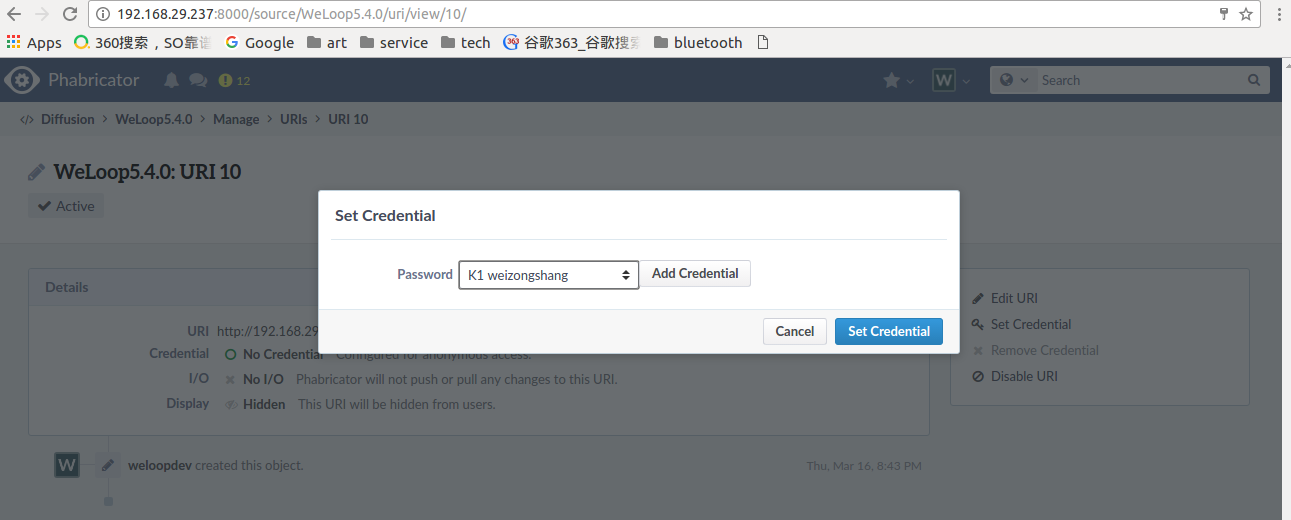 192.168.29.237:8000/source/WeLoop5.4.0/uri/view/10/
Apps 360搜索，SO靠谱 Google art service tech 谷歌363_谷歌搜索 bluetooth
Phabricator 12 W Search
Diffusion > WeLoop5.4.0 > Manage > URIs > URI 10
WeLoop5.4.0: URI 10
Active
Set Credential
Password K1 weizongshang Add Credential
Cancel Set Credential
Details
URI http://192.168.29
Credential No Credential Configured for anonymous access.
I/O No I/O Phabricator will not push or pull any changes to this URI.
Display Hidden This URI will be hidden from users.
Edit URI
Set Credential
Remove Credential
Disable URI
W weloopdev created this object. Thu, Mar 16, 8:43 PM